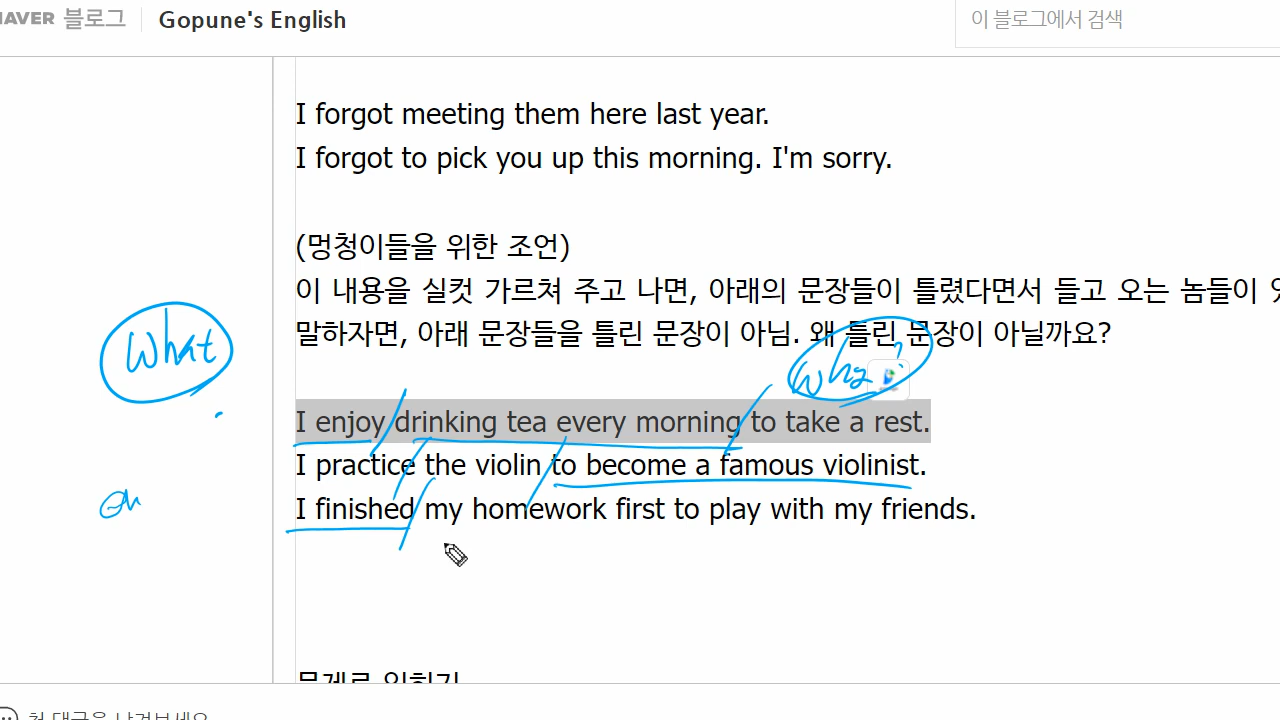 NAVER 블로그 Gopune's English 이 블로그에서 검색
I forgot meeting them here last year.
I forgot to pick you up this morning. I'm sorry.
(멍청이들을 위한 조언)
이 내용을 실컷 가르쳐 주고 나면, 아래의 문장들이 틀렸다면서 들고 오는 놈들이
말하자면, 아래 문장들을 틀린 문장이 아님. 왜 틀린 문장이 아닐까요?
What
Why?
I enjoy drinking tea every morning to take a rest.
I practice the violin to become a famous violinist.
I finished my homework first to play with my friends.